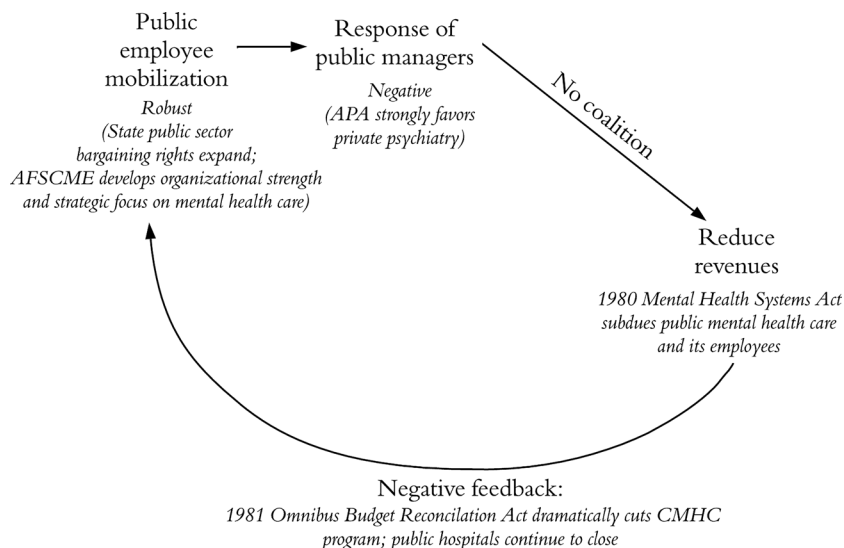 Public
employee
mobilization
Robust
(State public sector
bargaining rights expand;
AFSCME develops organizational strength
and strategic focus on mental health care)
Response of
public managers
Negative
(APA strongly favors
private psychiatry)
No coalition
Reduce
revenues
1980 Mental Health Systems Act
subdues public mental health care
and its employees
Negative feedback:
1981 Omnibus Budget Reconcilation Act dramatically cuts CMHC
program; public hospitals continue to close